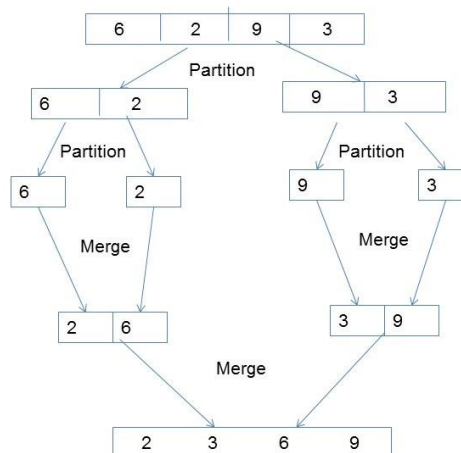 6 2 9 3
Partition
6 2
9 3
Partition
Partition
6
2
9
3
Merge
Merge
2 6
3 9
Merge
2 3 6 9